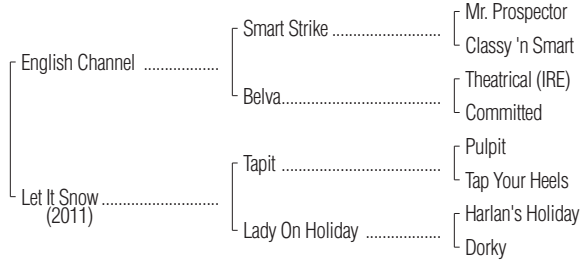 Mr. Prospector
Smart Strike ........................
Classy 'n Smart
English Channel ................
Theatrical (IRE)
Belva...................................
Committed
Pulpit
Tapit ...................................
Tap Your Heels
Let It Snow .........................
(2011)
Harlan's Holiday
Lady On Holiday ................
Dorky